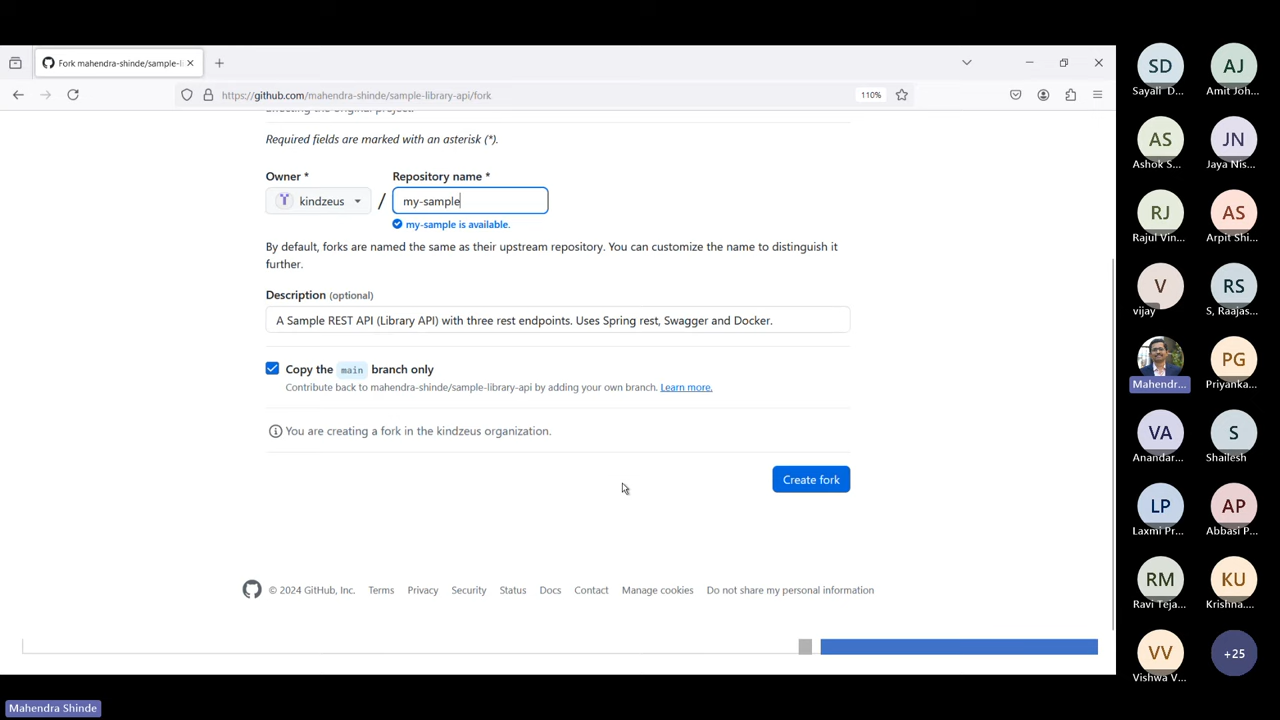 Fork mahendra-shinde/sample-li
https://github.com/mahendra-shinde/sample-library-api/fork
110%
Required fields are marked with an asterisk (*).
Owner *
Repository name *
kindzeus
/
my-sample
my-sample is available.
By default, forks are named the same as their upstream repository. You can customize the name to distinguish it
further.
Description (optional)
A Sample REST API (Library API) with three rest endpoints. Uses Spring rest, Swagger and Docker.
Copy the main branch only
Contribute back to mahendra-shinde/sample-library-api by adding your own branch. Learn more.
You are creating a fork in the kindzeus organization.
Create fork
© 2024 GitHub, Inc. Terms Privacy Security Status Docs Contact Manage cookies Do not share my personal information
SD
Sayali D...
AJ
Amit Joh...
AS
Ashok S...
JN
Jaya Nis...
RJ
Rajul Vin...
AS
Arpit Shi...
V
vijay
RS
S, Raajas...
Mahendr...
PG
Priyanka...
VA
Anandar...
S
Shailesh
LP
Laxmi Pr...
AP
Abbasi P...
RM
Ravi Teja...
KU
Krishna...
VV
Vishwa V...
+25
Mahendra Shinde